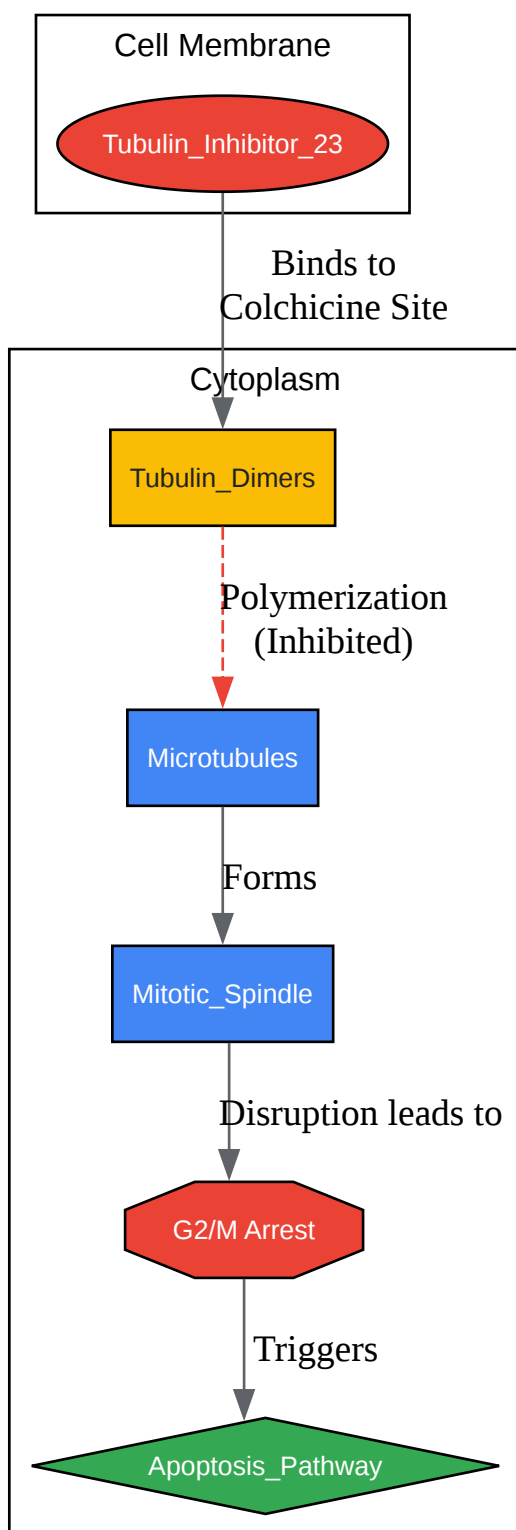 Cell Membrane
Tubulin_Inhibitor_23
Binds to
Colchicine Site
Cytoplasm
Tubulin_Dimers
Polymerization
(Inhibited)
Microtubules
Forms
Mitotic_Spindle
Disruption leads to
G2/M Arrest
Triggers
Apoptosis_Pathway